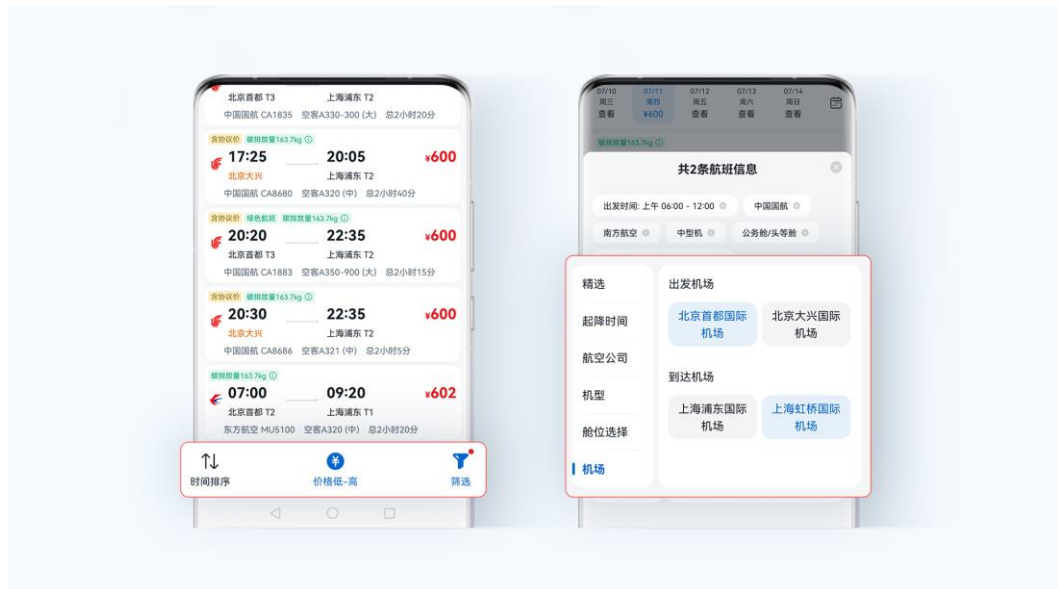 北京首都 T3 上海浦东 T2
中国国航 CA1835 空客A330-300 (大) 总2小时20分
含协议价 碳排放量163.7kg
17:25 20:05 ¥600
北京大兴 上海浦东 T2
中国国航 CA8680 空客A320 (中) 总2小时40分
含协议价 绿色航班 碳排放量163.7kg
20:20 22:35 ¥600
北京首都 T3 上海浦东 T2
中国国航 CA1883 空客A350-900 (大) 总2小时15分
含协议价 碳排放量163.7kg
20:30 22:35 ¥600
北京大兴 上海浦东 T2
中国国航 CA8686 空客A321 (中) 总2小时5分
碳排放量163.7kg
07:00 09:20 ¥602
北京首都 T2 上海浦东 T1
东方航空 MU5100 空客A320 (中) 总2小时20分
时间排序 价格低-高 筛选
07/10 07/11 07/12 07/13 07/14
周三 周四 周五 周六 周日
查看 ¥600 查看 查看 查看
碳排放量163.7kg
共2条航班信息
出发时间: 上午 06:00 - 12:00 中国国航
南方航空 中型机 公务舱/头等舱
精选
起降时间
航空公司
机型
舱位选择
机场
出发机场
北京首都国际
机场
北京大兴国际
机场
到达机场
上海浦东国际
机场
上海虹桥国际
机场